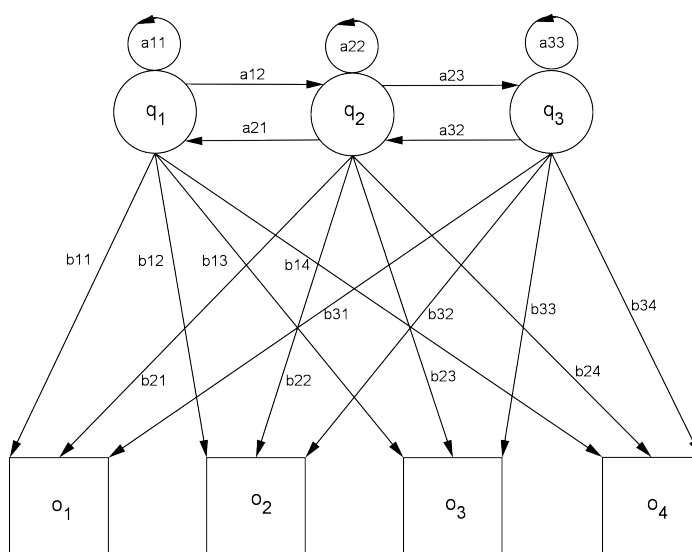 a11 a22 a33
a12 a23
q1 q2 q3
a21 a32
b11 b12 b13 b14
b31 b32 b33 b34
b21 b22 b23 b24
o1 o2 o3 o4